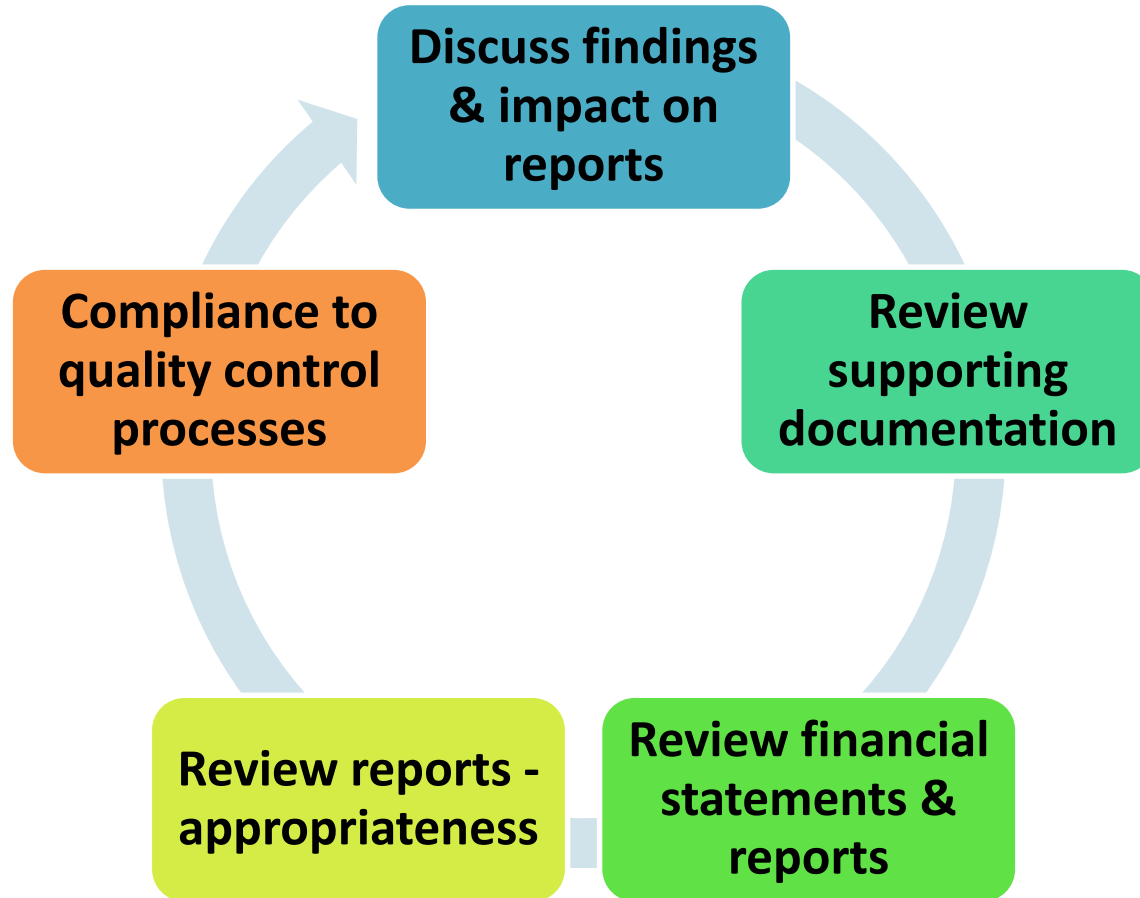 Discuss findings
& impact on
reports
Review
supporting
documentation
Review financial
statements &
reports
Review reports -
appropriateness
Compliance to
quality control
processes